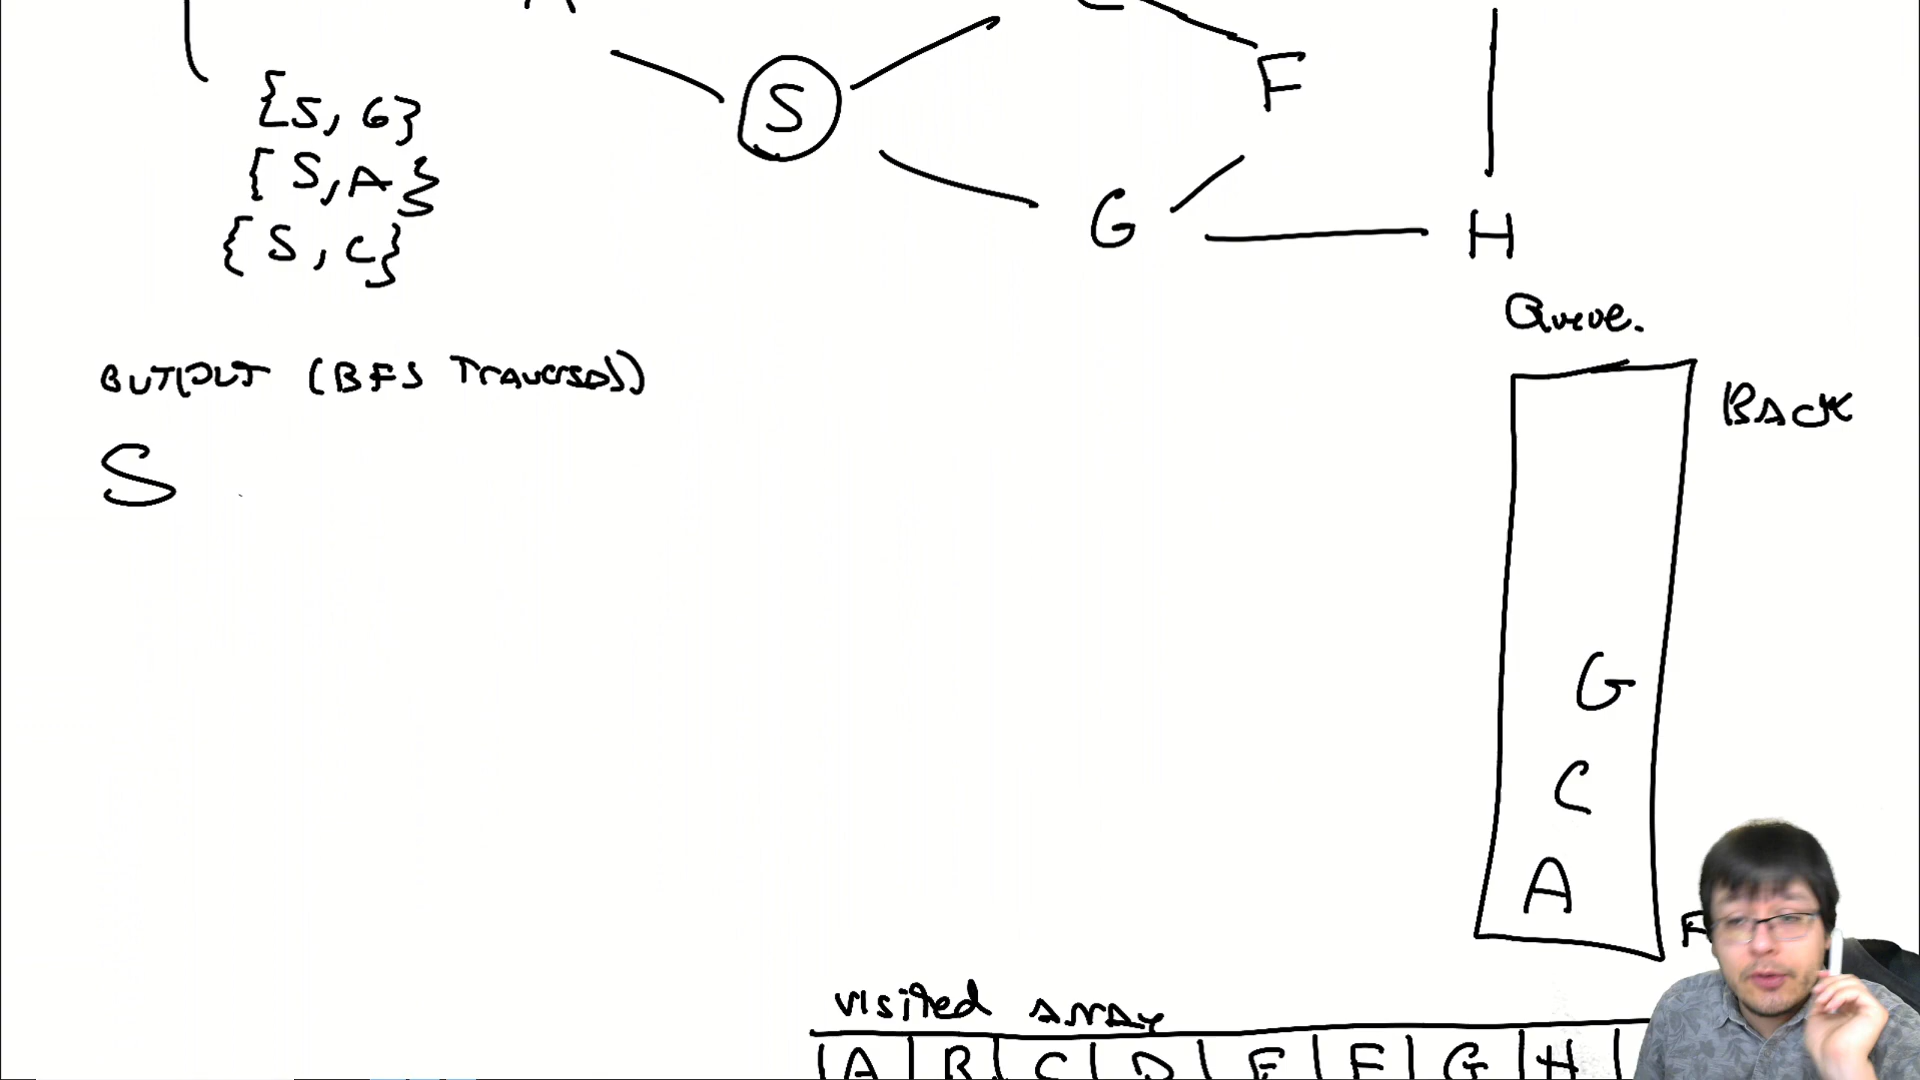 A
C
F
S
{S, G}
{S, A}
{S, C}
G
H
Queue.
OUTPUT (BFS Traversal)
BACK
S
G
C
A
F
visited array
A B C D E F G H